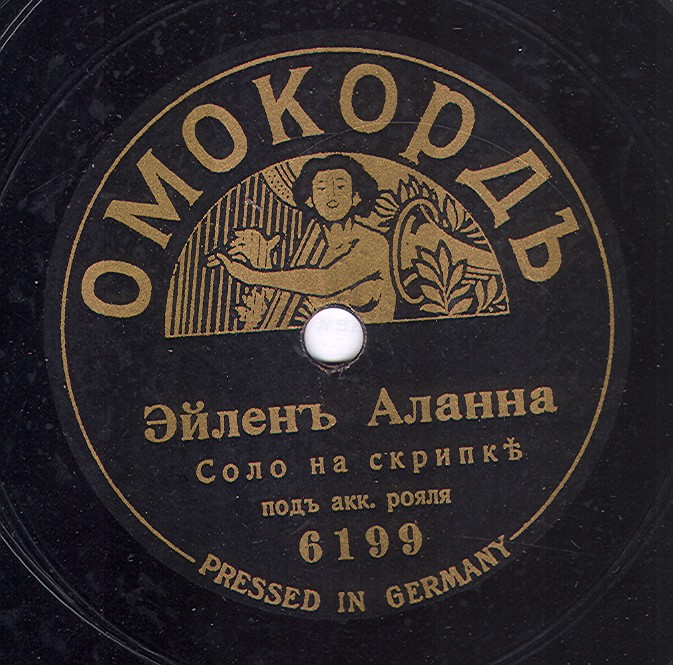 ОМОКОРДЪ
Эйленъ Аланна
Соло на скрипкѣ
подъ акк. рояля
6199
PRESSED IN GERMANY